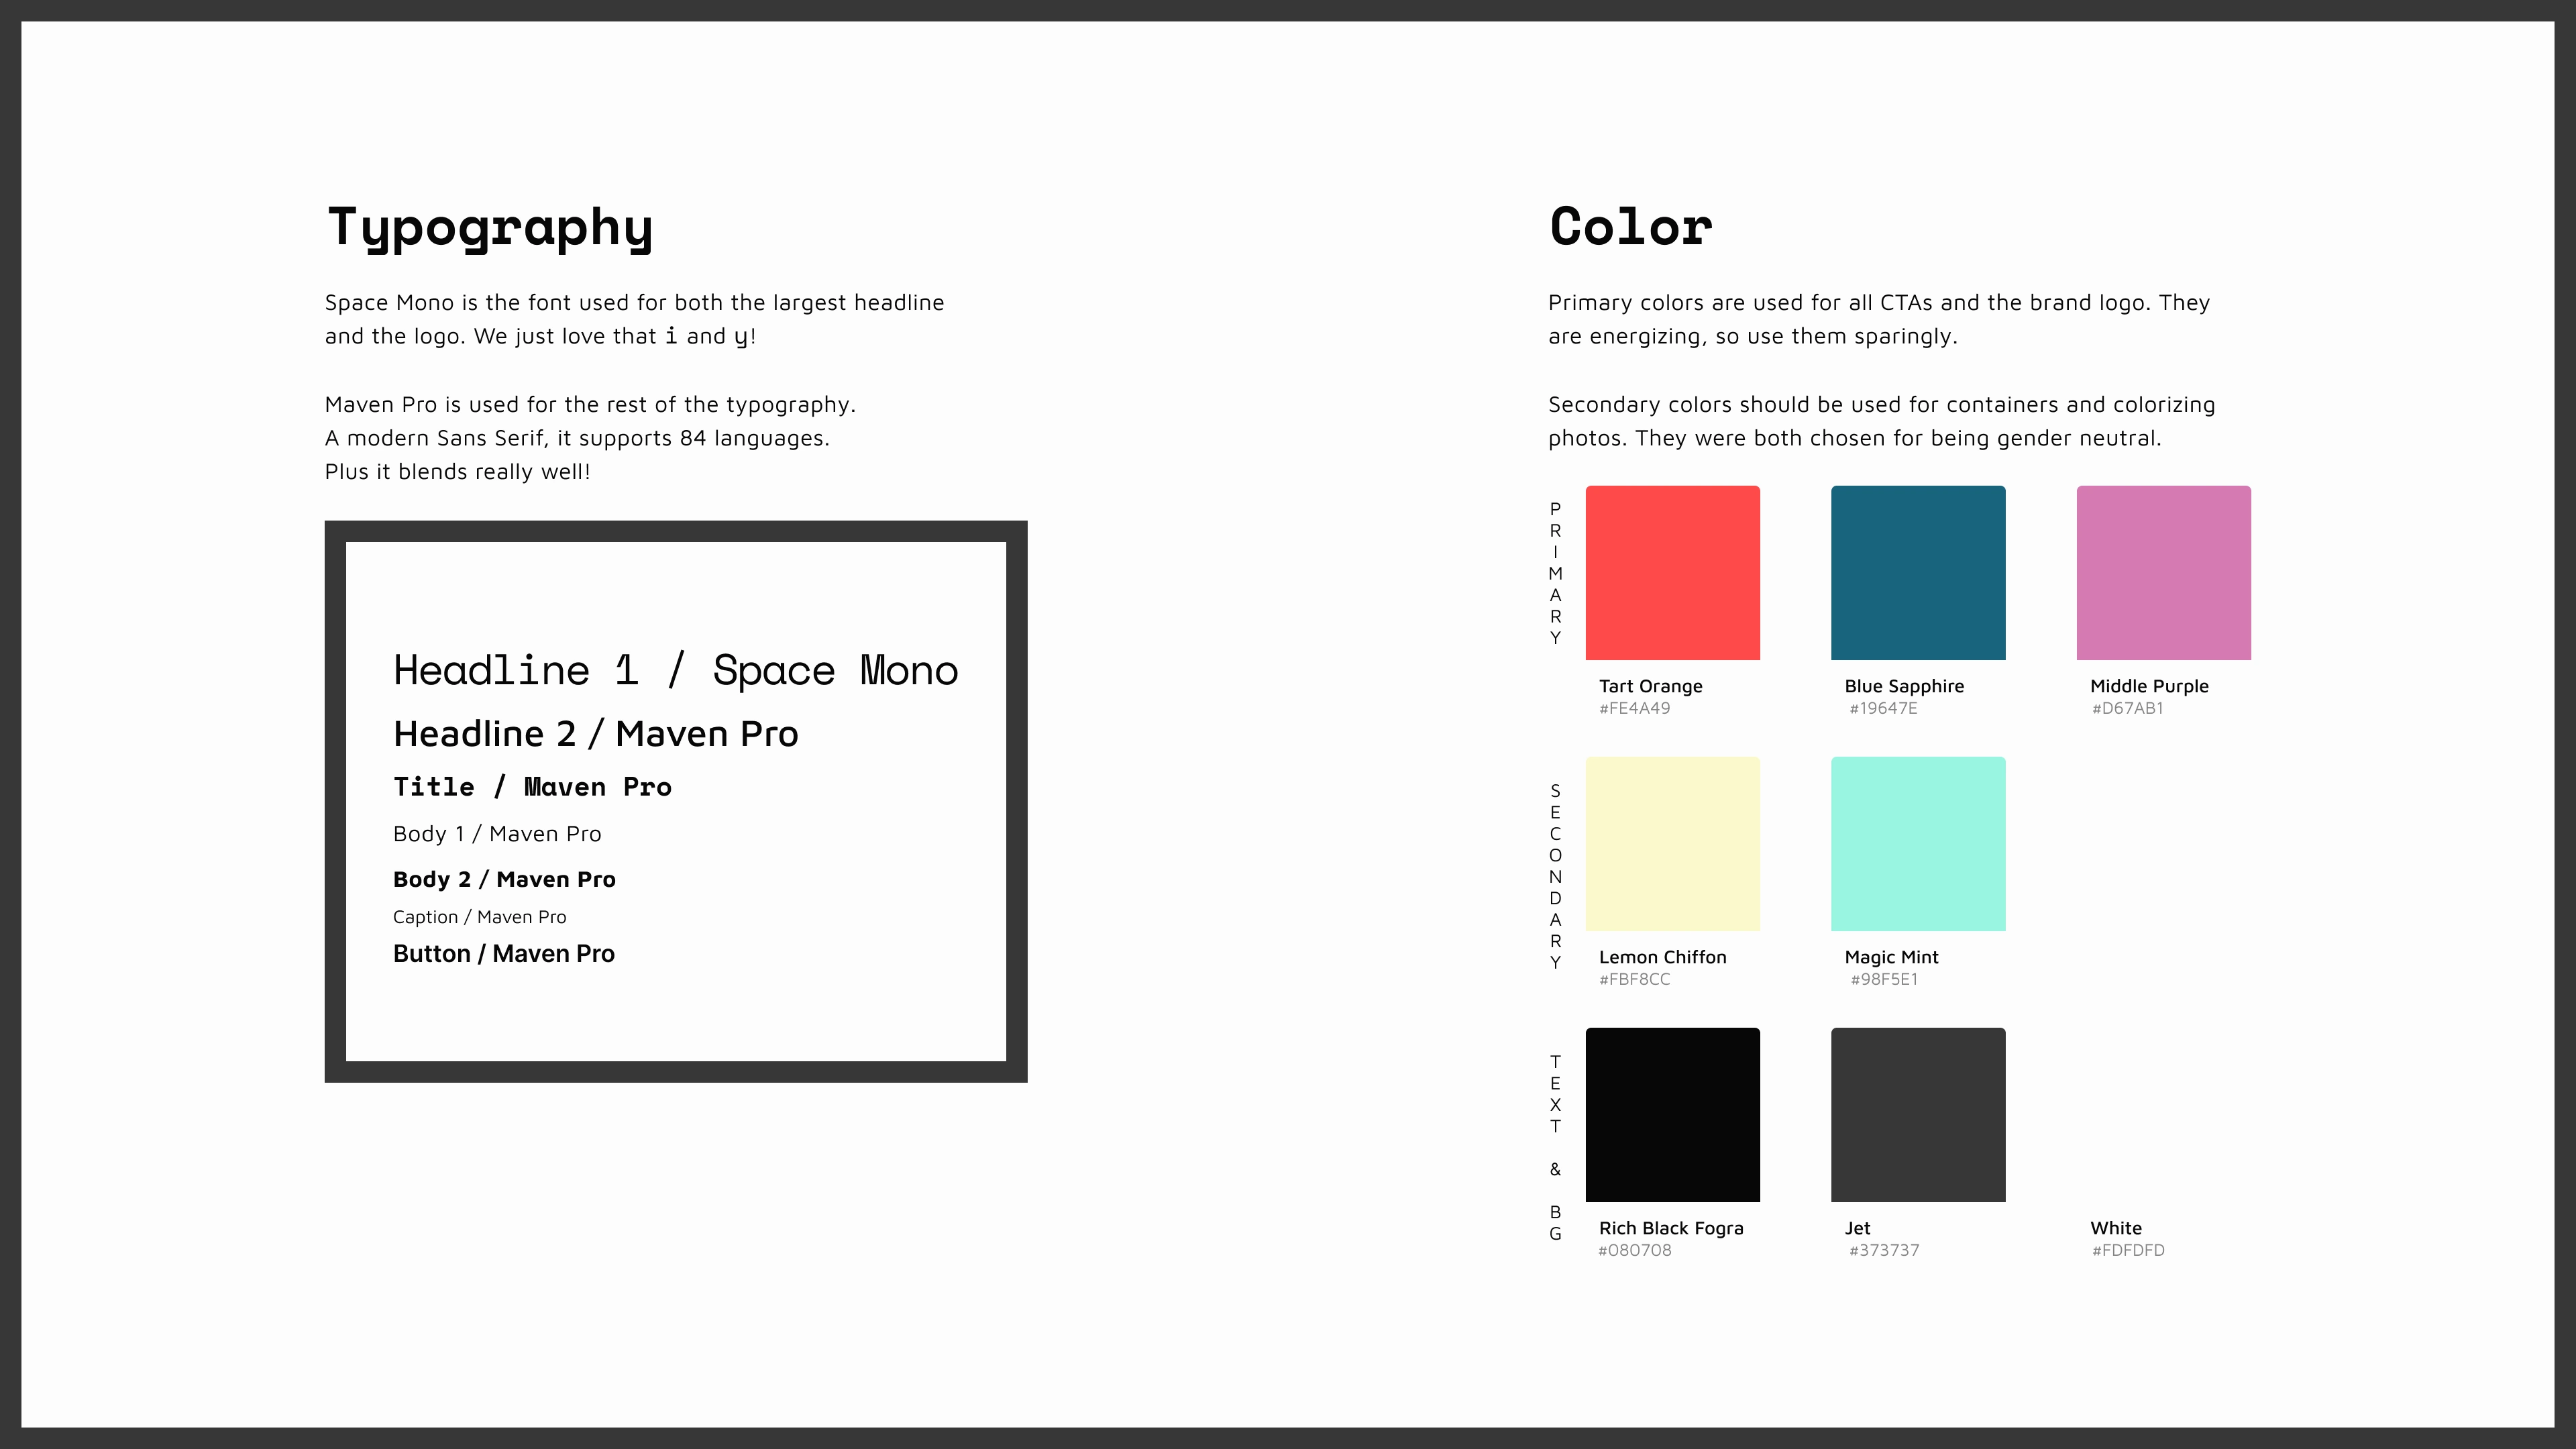 Typography
Space Mono is the font used for both the largest headline
and the logo. We just love that i and y!
Maven Pro is used for the rest of the typography.
A modern Sans Serif, it supports 84 languages.
Plus it blends really well!
Headline 1 / Space Mono
Headline 2 / Maven Pro
Title / Maven Pro
Body 1 / Maven Pro
Body 2 / Maven Pro
Caption / Maven Pro
Button / Maven Pro
Color
Primary colors are used for all CTAs and the brand logo. They
are energizing, so use them sparingly.
Secondary colors should be used for containers and colorizing
photos. They were both chosen for being gender neutral.
PRIMARY
Tart Orange
#FE4A49
Blue Sapphire
#19647E
Middle Purple
#D67AB1
SECONDARY
Lemon Chiffon
#FBF8CC
Magic Mint
#98F5E1
TEXT & BG
Rich Black Fogra
#080708
Jet
#373737
White
#FDFDFD